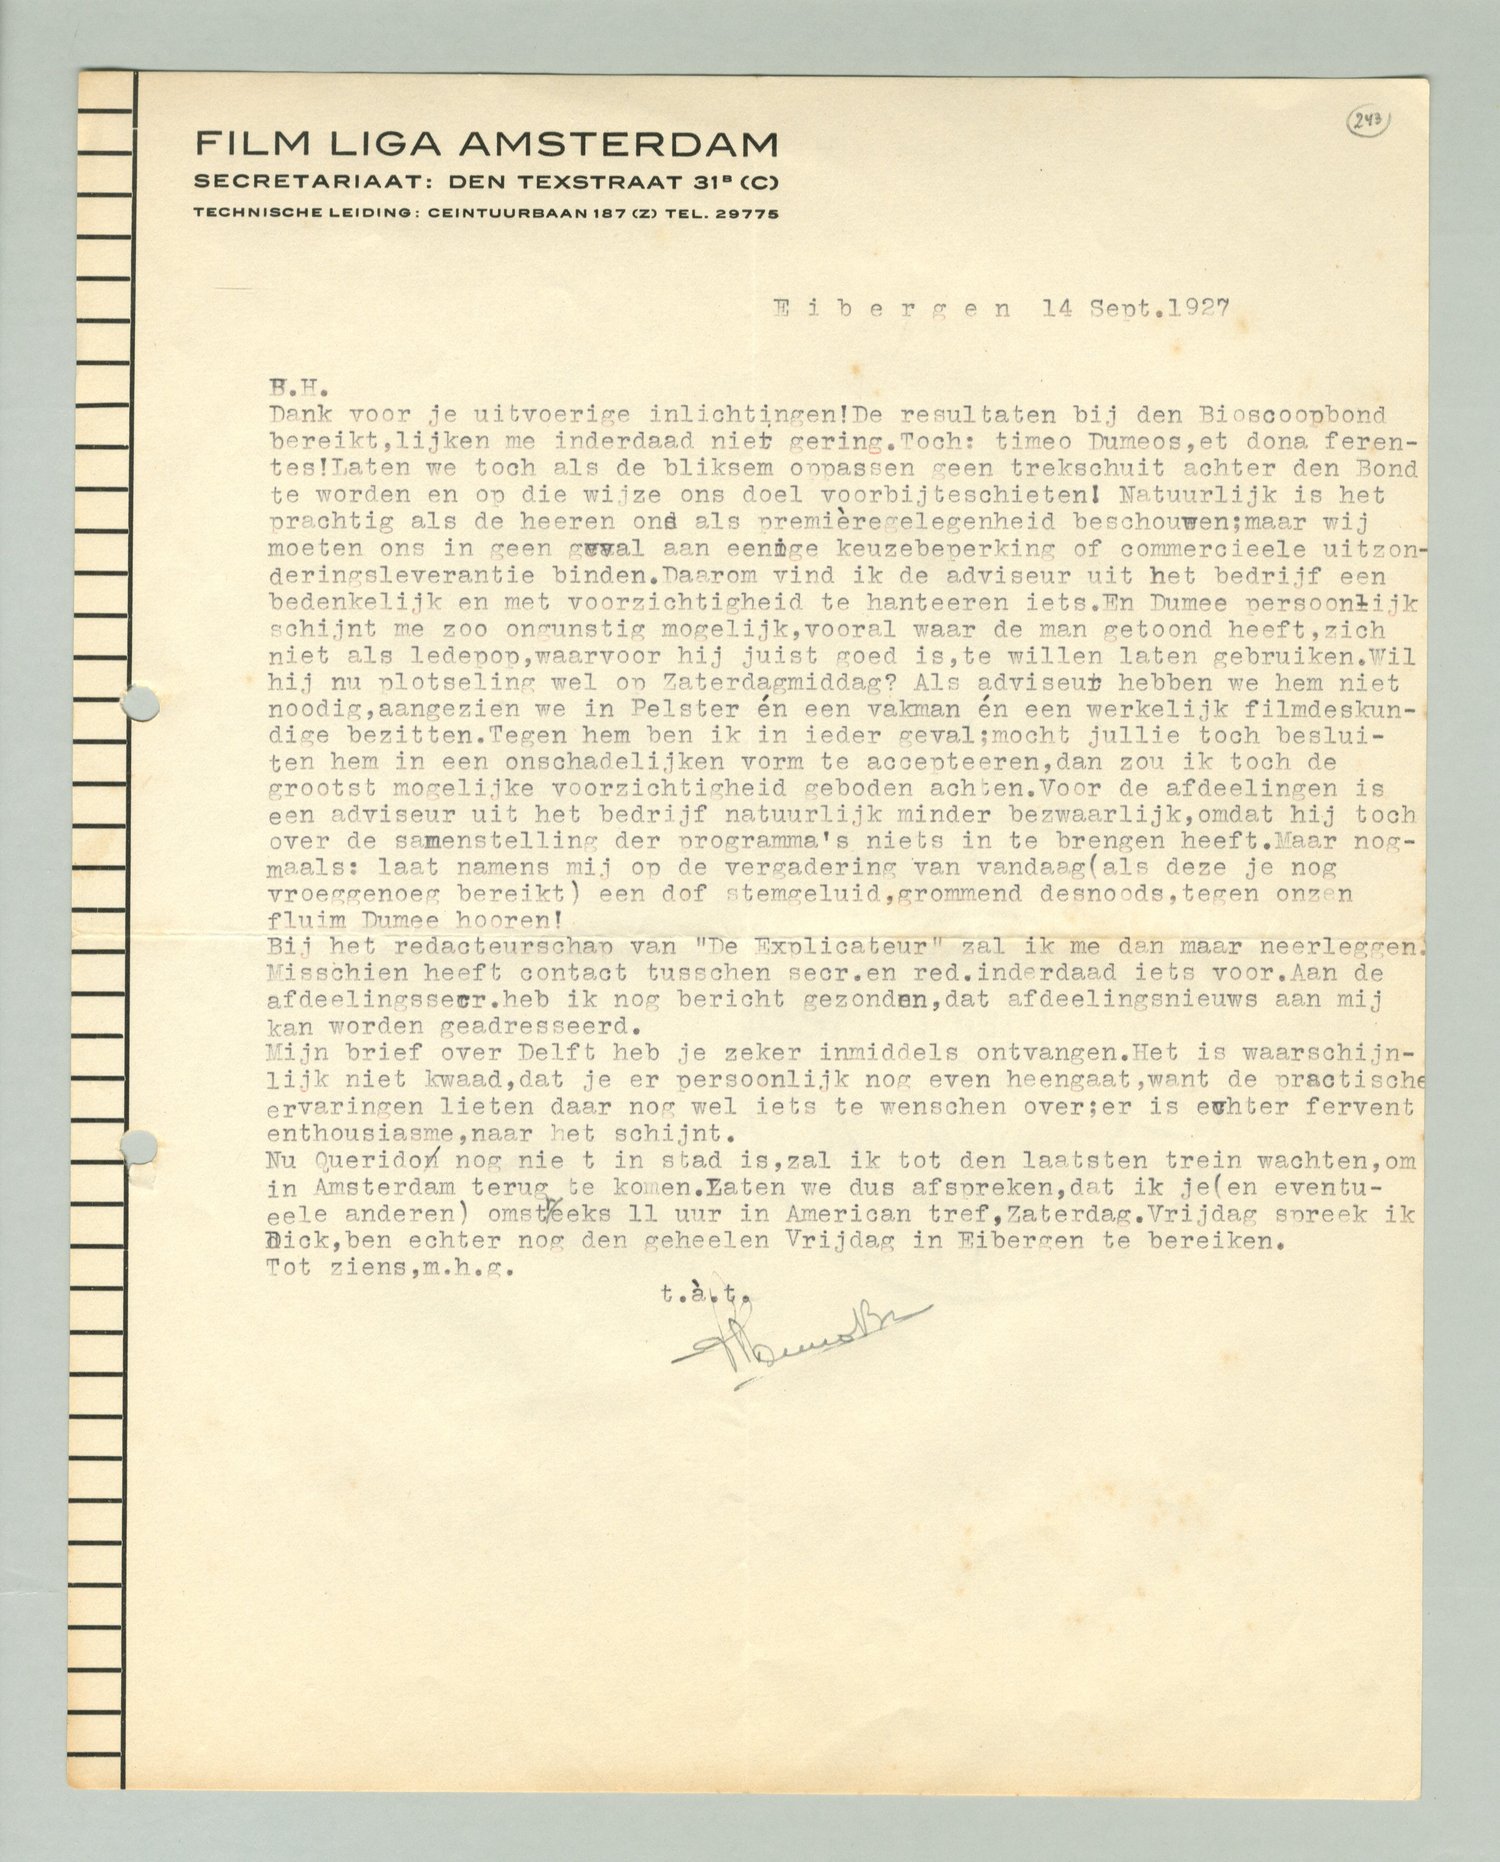 243
FILM LIGA AMSTERDAM
SECRETARIAAT: DEN TEXSTRAAT 31ᴮ (C)
TECHNISCHE LEIDING: CEINTUURBAAN 187 (Z) TEL. 29775
E i b e r g e n 14 Sept.1927
B.H.
Dank voor je uitvoerige inlichtingen!De resultaten bij den Bioscoopbond
bereikt,lijken me inderdaad niet gering.Toch: timeo Dumeos,et dona feren-
tes!Laten we toch als de bliksem oppassen geen trekschuit achter den Bond
te worden en op die wijze ons doel voorbijteschieten! Natuurlijk is het
prachtig als de heeren ons als premièregelegenheid beschouwen;maar wij
moeten ons in geen geval aan eenige keuzebeperking of commercieele uitzon-
deringsleverantie binden.Daarom vind ik de adviseur uit het bedrijf een
bedenkelijk en met voorzichtigheid te hanteeren iets.En Dumee persoonlijk
schijnt me zoo ongunstig mogelijk,vooral waar de man getoond heeft,zich
niet als ledepop,waarvoor hij juist goed is,te willen laten gebruiken.Wil
hij nu plotseling wel op Zaterdagmiddag? Als adviseur hebben we hem niet
noodig,aangezien we in Pelster én een vakman én een werkelijk filmdeskun-
dige bezitten.Tegen hem ben ik in ieder geval;mocht jullie toch beslui-
ten hem in een onschadelijken vorm te accepteeren,dan zou ik toch de
grootst mogelijke voorzichtigheid geboden achten.Voor de afdeelingen is
een adviseur uit het bedrijf natuurlijk minder bezwaarlijk,omdat hij toch
over de samenstelling der programma's niets in te brengen heeft.Maar nog-
maals: laat namens mij op de vergadering van vandaag(als deze je nog
vroeggenoeg bereikt) een dof stemgeluid,grommend desnoods,tegen onzen
fluim Dumee hooren!
Bij het redacteurschap van "De Explicateur" zal ik me dan maar neerleggen.
Misschien heeft contact tusschen secr.en red.inderdaad iets voor.Aan de
afdeelingssecr.heb ik nog bericht gezonden,dat afdeelingsnieuws aan mij
kan worden geadresseerd.
Mijn brief over Delft heb je zeker inmiddels ontvangen.Het is waarschijn-
lijk niet kwaad,dat je er persoonlijk nog even heengaat,want de practische
ervaringen lieten daar nog wel iets te wenschen over;er is echter fervent
enthousiasme,naar het schijnt.
Nu Querido nog nie t in stad is,zal ik tot den laatsten trein wachten,om
in Amsterdam terug te komen.Laten we dus afspreken,dat ik je(en eventu-
eele anderen) omstreeks 11 uur in American tref,Zaterdag.Vrijdag spreek ik
Dick,ben echter nog den geheelen Vrijdag in Eibergen te bereiken.
Tot ziens,m.h.g.
t.à.t.